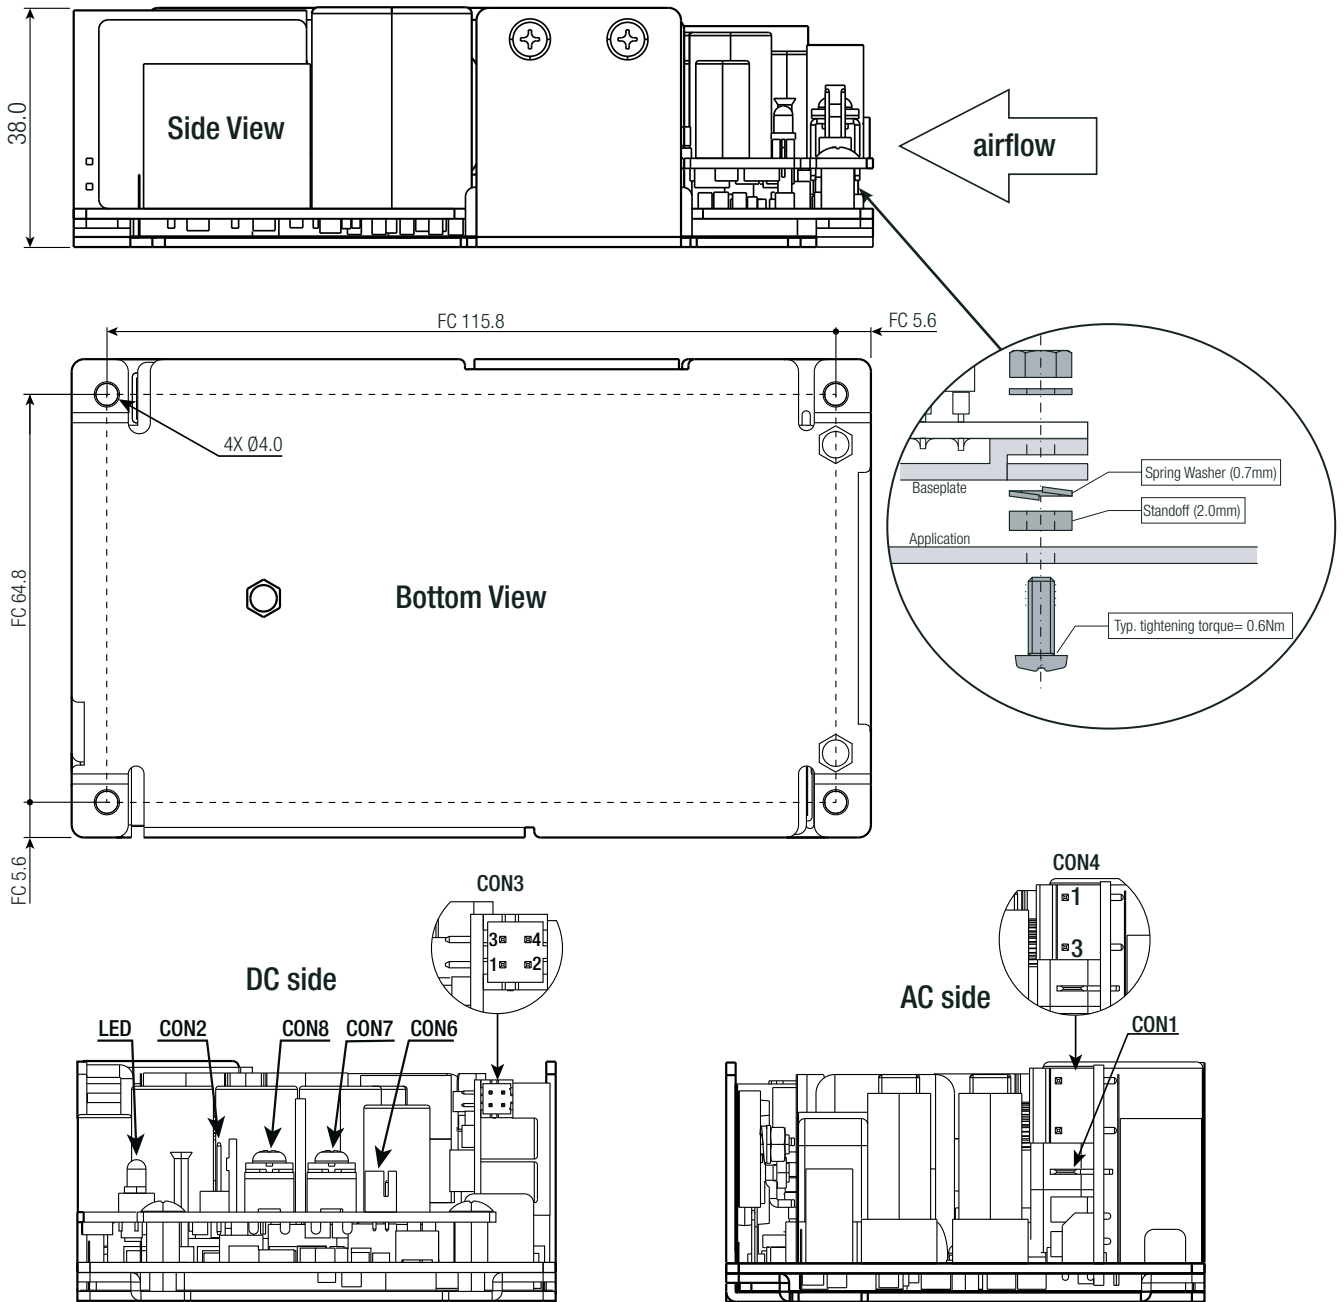 38.0
Side View
airflow
FC 115.8
FC 5.6
4X Ø4.0
FC 64.8
Bottom View
FC 5.6
Baseplate
Spring Washer (0.7mm)
Standoff (2.0mm)
Application
Typ. tightening torque= 0.6Nm
CON3
3 4
1 2
DC side
LED CON2 CON8 CON7 CON6
CON4
1
3
AC side
CON1